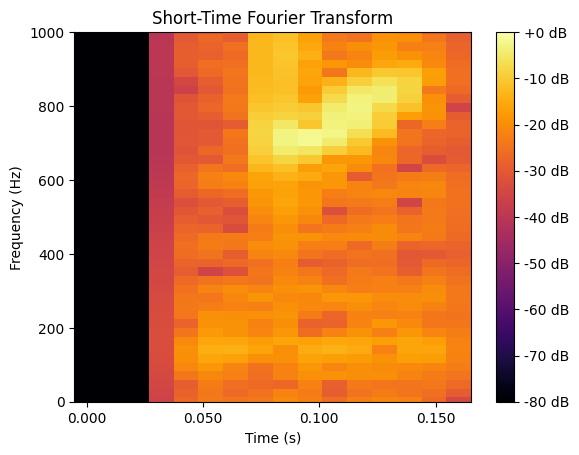 Short-Time Fourier Transform
1000
800
600
400
200
0
Frequency (Hz)
0.000
0.050
0.100
0.150
Time (s)
+0 dB
-10 dB
-20 dB
-30 dB
-40 dB
-50 dB
-60 dB
-70 dB
-80 dB